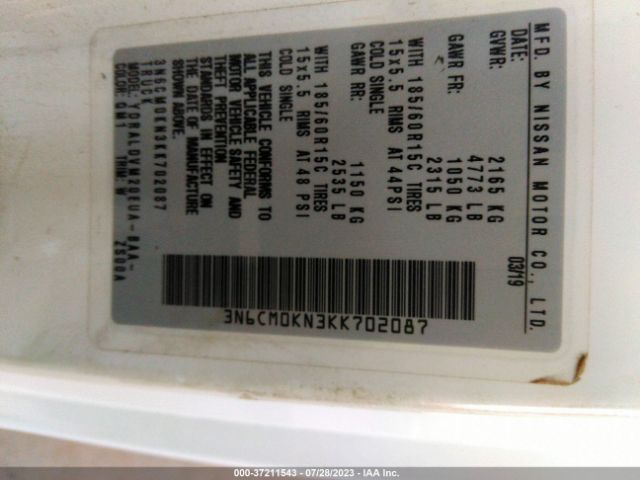 MFD. BY NISSAN MOTOR CO., LTD.
DATE: 03/19
GVWR: 2165 KG
4773 LB
GAWR FR: 1050 KG
2315 LB
WITH 185/60R15C TIRES
15x5.5 RIMS AT 44PSI
COLD SINGLE
GAWR RR: 1150 KG
2535 LB
WITH 185/60R15C TIRES
15x5.5 RIMS AT 48 PSI
COLD SINGLE
THIS VEHICLE CONFORMS TO
ALL APPLICABLE FEDERAL
MOTOR VEHICLE SAFETY AND
THEFT PREVENTION
STANDARDS IN EFFECT ON
THE DATE OF MANUFACTURE
SHOWN ABOVE.
3N6CM0KN3KK702087
TRUCK
COLOR: QM1 TRIM: W
3N6CM0KN3KK702087
000-37211543 - 07/28/2023 - IAA Inc.